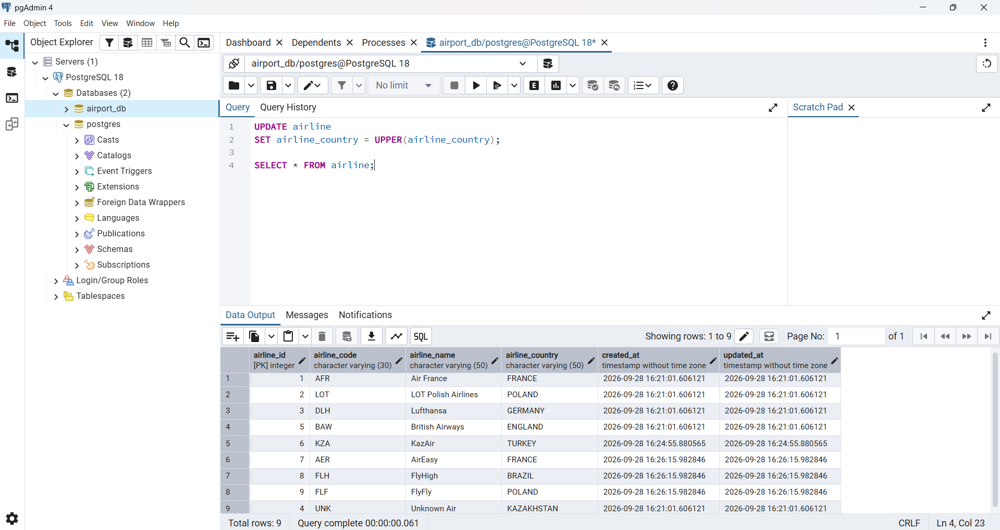 pgAdmin 4
File Object Tools Edit View Window Help
Object Explorer
Dashboard Dependents Processes airport_db/postgres@PostgreSQL 18*
Servers (1)
PostgreSQL 18
Databases (2)
airport_db
postgres
Casts
Catalogs
Event Triggers
Extensions
Foreign Data Wrappers
Languages
Publications
Schemas
Subscriptions
Login/Group Roles
Tablespaces
airport_db/postgres@PostgreSQL 18
No limit E
Query Query History
Scratch Pad
1 UPDATE airline
2 SET airline_country = UPPER(airline_country);
3
4 SELECT * FROM airline;
Data Output Messages Notifications
SQL Showing rows: 1 to 9 Page No: 1 of 1
airline_id airline_code airline_name airline_country created_at updated_at
[PK] integer character varying (30) character varying (50) character varying (50) timestamp without time zone timestamp without time zone
1 1 AFR Air France FRANCE 2026-09-28 16:21:01.606121 2026-09-28 16:21:01.606121
2 2 LOT LOT Polish Airlines POLAND 2026-09-28 16:21:01.606121 2026-09-28 16:21:01.606121
3 3 DLH Lufthansa GERMANY 2026-09-28 16:21:01.606121 2026-09-28 16:21:01.606121
4 5 BAW British Airways ENGLAND 2026-09-28 16:21:01.606121 2026-09-28 16:21:01.606121
5 6 KZA KazAir TURKEY 2026-09-28 16:24:55.880565 2026-09-28 16:24:55.880565
6 7 AER AirEasy FRANCE 2026-09-28 16:26:15.982846 2026-09-28 16:26:15.982846
7 8 FLH FlyHigh BRAZIL 2026-09-28 16:26:15.982846 2026-09-28 16:26:15.982846
8 9 FLF FlyFly POLAND 2026-09-28 16:26:15.982846 2026-09-28 16:26:15.982846
9 4 UNK Unknown Air KAZAKHSTAN 2026-09-28 16:21:01.606121 2026-09-28 16:21:01.606121
Total rows: 9 Query complete 00:00:00.061 CRLF Ln 4, Col 23